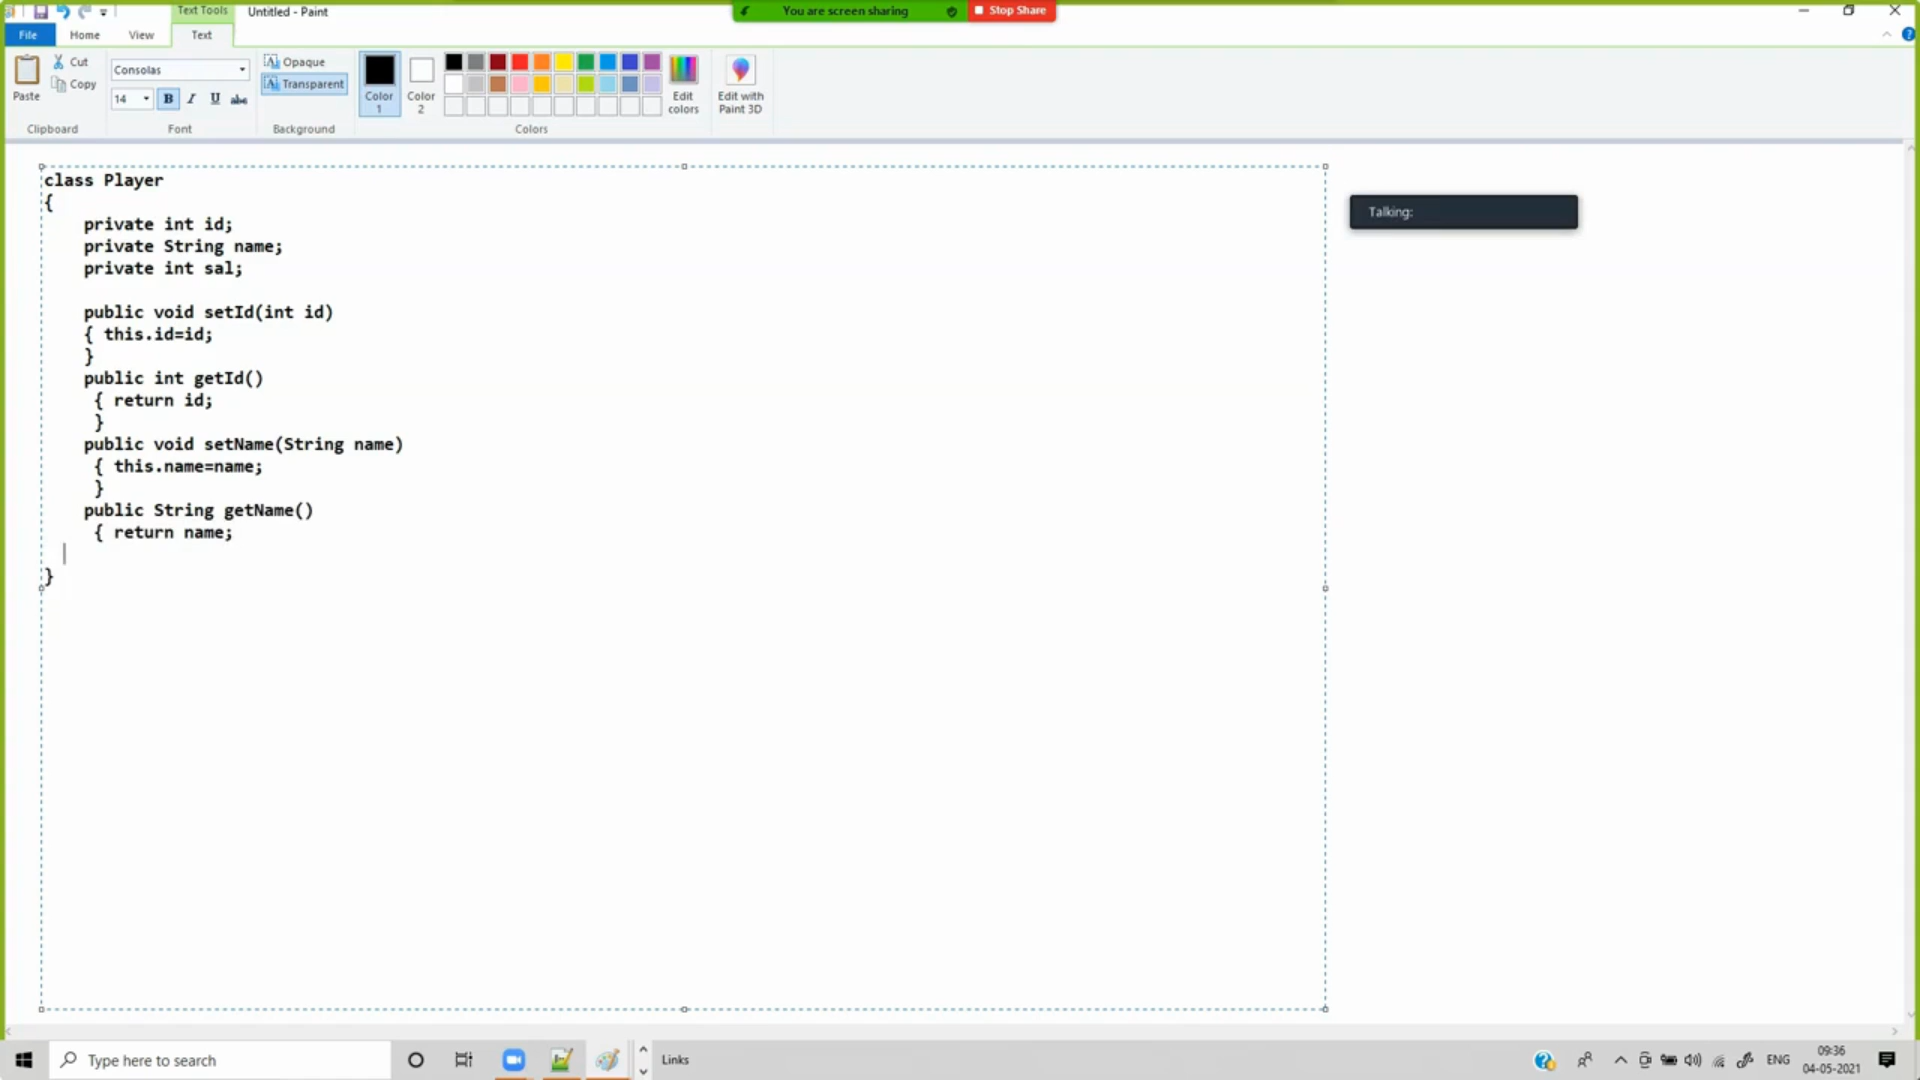 Text Tools
Untitled - Paint
You are screen sharing
Stop Share
File
Home
View
Text
Paste
Cut
Copy
Clipboard
Consolas
14
B
I
U
abc
Font
Opaque
Transparent
Background
Color
1
Color
2
Colors
Edit
colors
Edit with
Paint 3D
class Player
{
    private int id;
    private String name;
    private int sal;
    public void setId(int id)
    { this.id=id;
    }
    public int getId()
     { return id;
     }
    public void setName(String name)
     { this.name=name;
     }
    public String getName()
     { return name;
}
Talking:
Type here to search
Links
ENG
09:36
04-05-2021